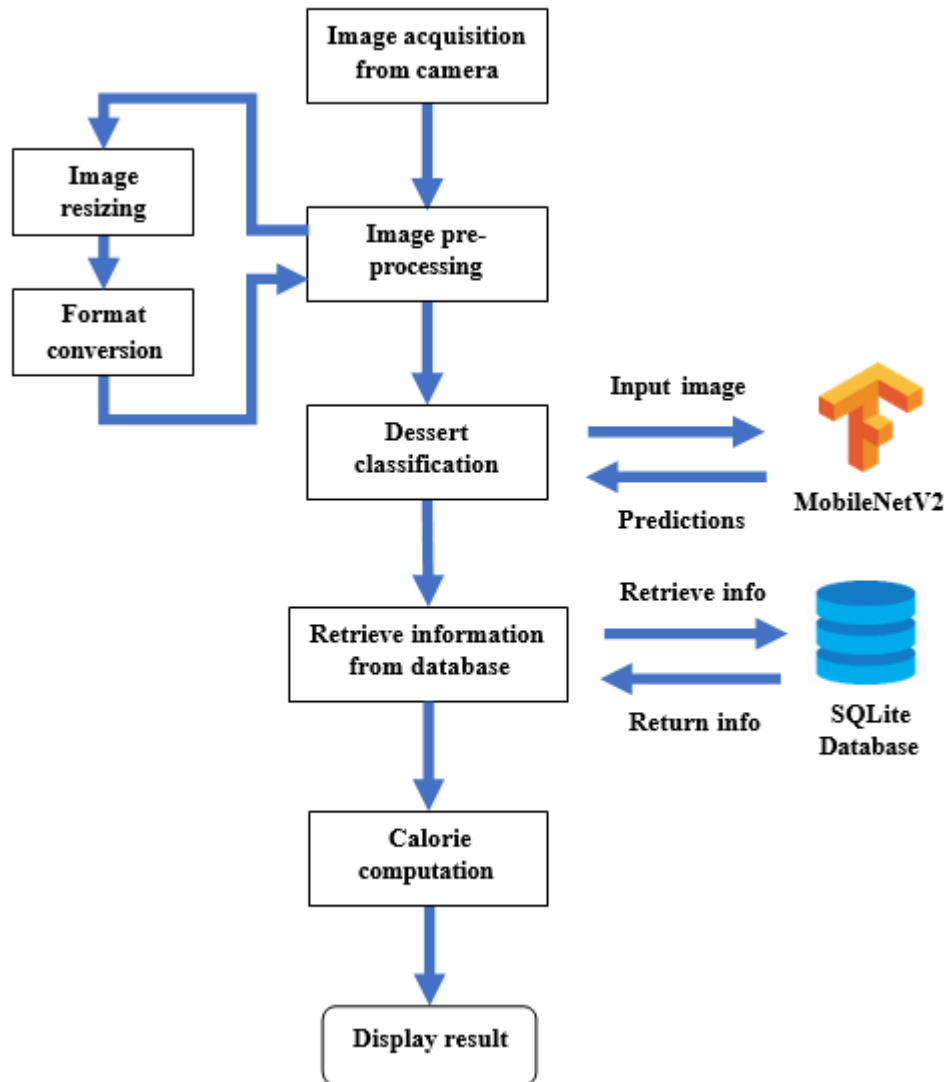 Image acquisition
from camera
Image
resizing
Image pre-
processing
Format
conversion
Input image
Dessert
classification
MobileNetV2
Predictions
Retrieve info
Retrieve information
from database
Return info
SQLite
Database
Calorie
computation
Display result